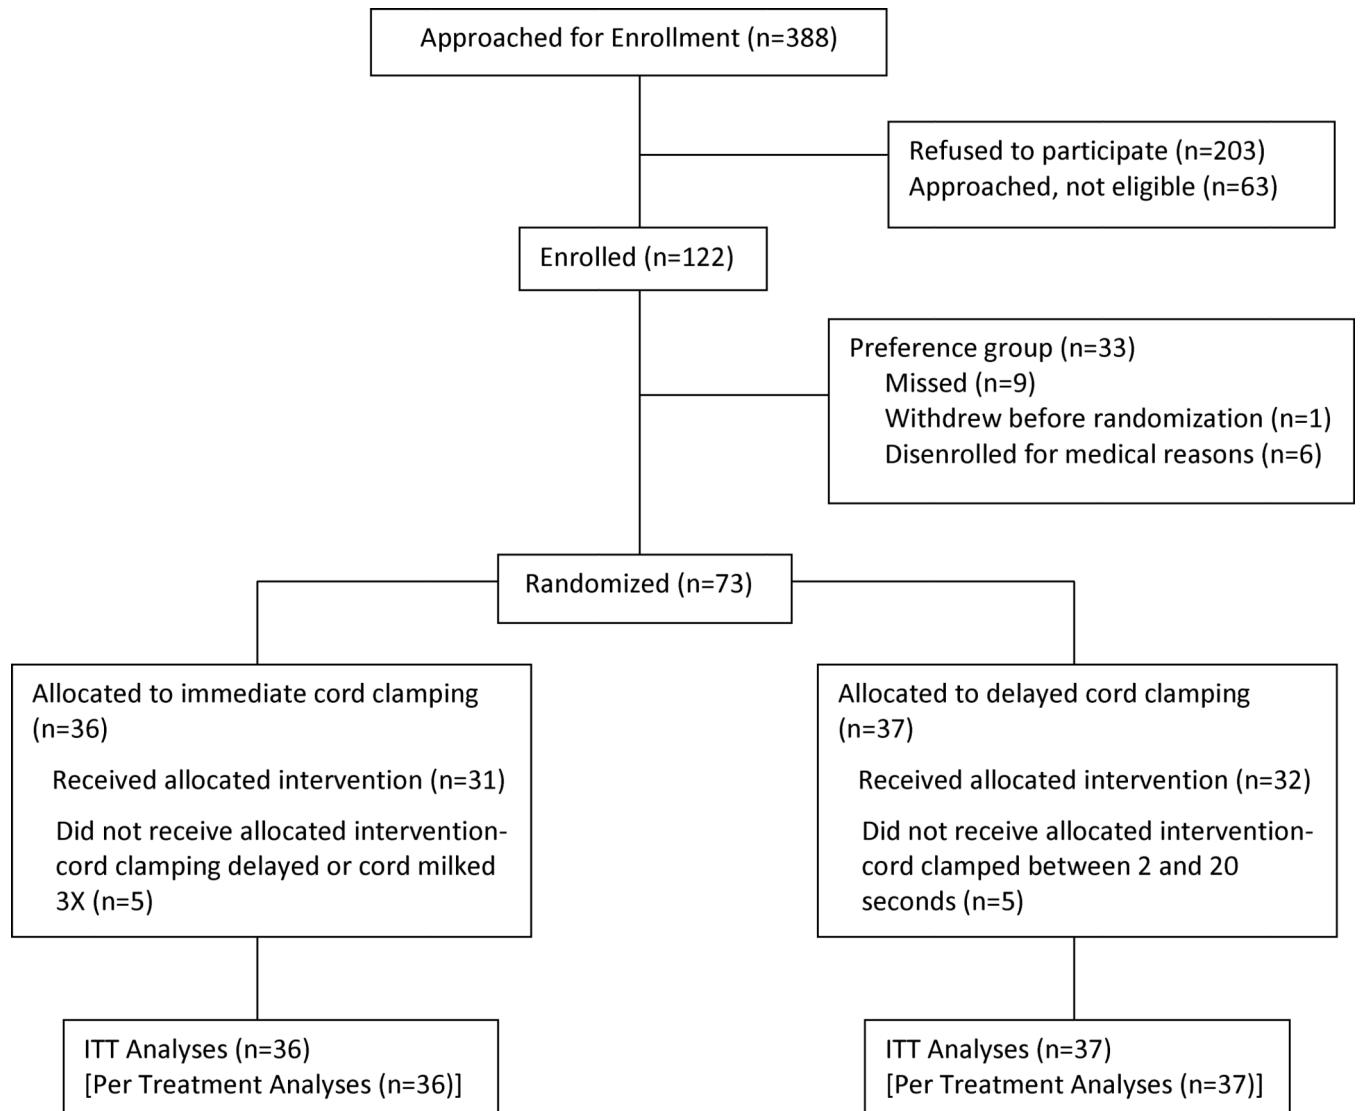 Approached for Enrollment (n=388)
Refused to participate (n=203)
Approached, not eligible (n=63)
Enrolled (n=122)
Preference group (n=33)
Missed (n=9)
Withdrew before randomization (n=1)
Disenrolled for medical reasons (n=6)
Randomized (n=73)
Allocated to immediate cord clamping
(n=36)
Received allocated intervention (n=31)
Did not receive allocated intervention-
cord clamping delayed or cord milked
3X (n=5)
Allocated to delayed cord clamping
(n=37)
Received allocated intervention (n=32)
Did not receive allocated intervention-
cord clamped between 2 and 20
seconds (n=5)
ITT Analyses (n=36)
[Per Treatment Analyses (n=36)]
ITT Analyses (n=37)
[Per Treatment Analyses (n=37)]